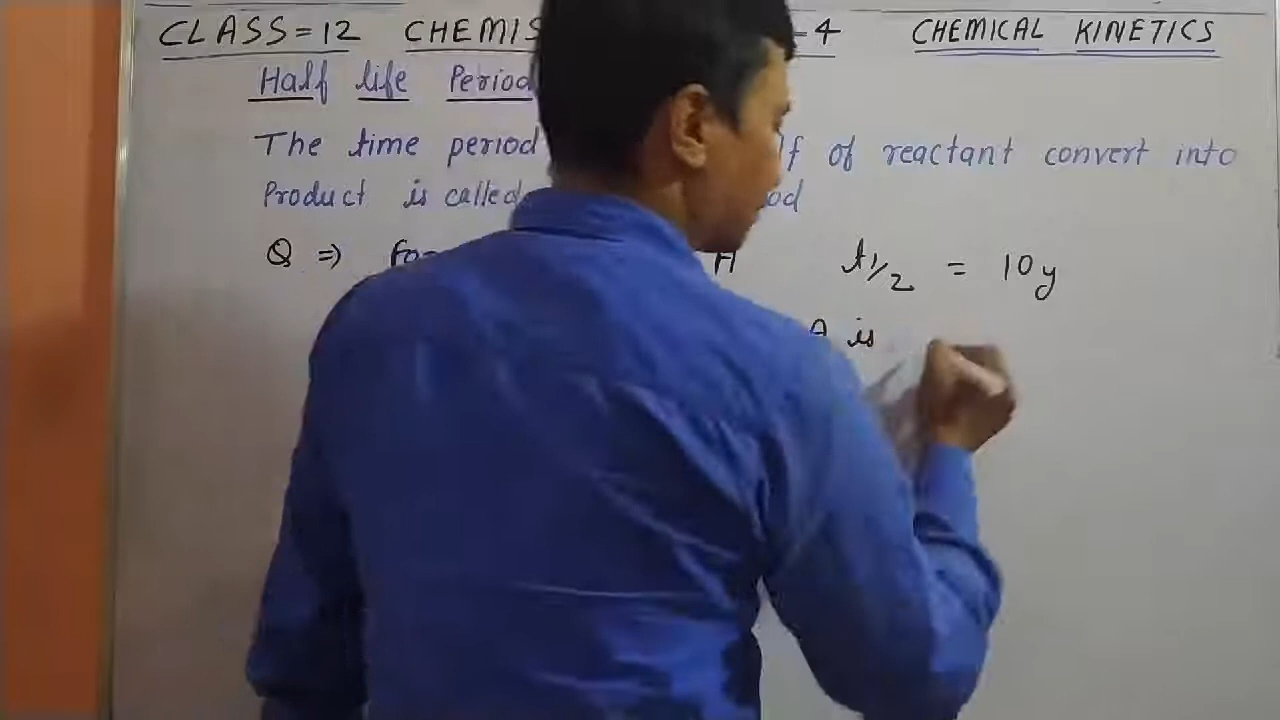 CLASS=12 CHEMIS -4 CHEMICAL KINETICS
Half life Period
The time period lf of reactant convert into
Product is called od
Q ⇒ Fo A t1/2 = 10y
A is